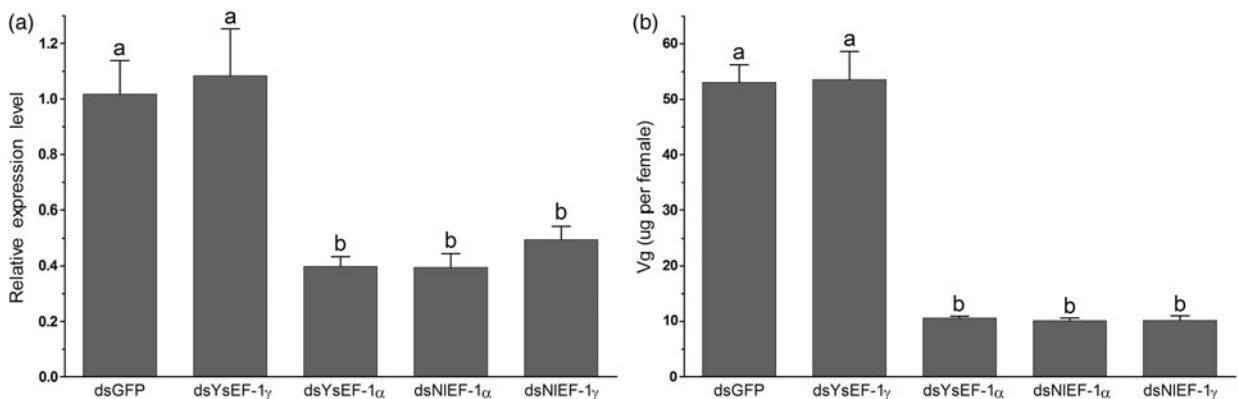 (a)
Relative expression level
1.2
1.0
0.8
0.6
0.4
0.2
0.0
a
a
b
b
b
dsGFP
dsYsEF-1γ
dsYsEF-1α
dsNlEF-1α
dsNlEF-1γ
(b)
Vg (ug per female)
60
50
40
30
20
10
0
a
a
b
b
b
dsGFP
dsYsEF-1γ
dsYsEF-1α
dsNlEF-1α
dsNlEF-1γ